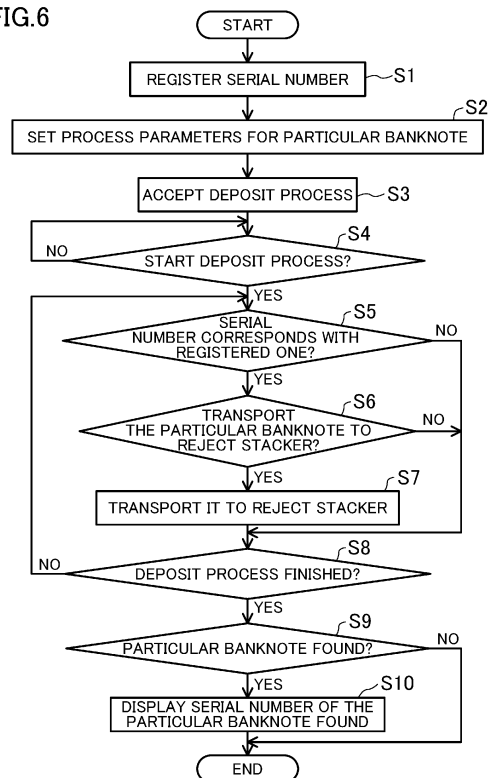 FIG.6
START
REGISTER SERIAL NUMBER
S1
S2
SET PROCESS PARAMETERS FOR PARTICULAR BANKNOTE
ACCEPT DEPOSIT PROCESS
S3
S4
NO
START DEPOSIT PROCESS?
YES
S5
SERIAL
NUMBER CORRESPONDS WITH
REGISTERED ONE?
NO
YES
S6
TRANSPORT
THE PARTICULAR BANKNOTE TO
REJECT STACKER?
NO
YES
S7
TRANSPORT IT TO REJECT STACKER
S8
NO
DEPOSIT PROCESS FINISHED?
YES
S9
PARTICULAR BANKNOTE FOUND?
NO
YES
S10
DISPLAY SERIAL NUMBER OF THE
PARTICULAR BANKNOTE FOUND
END